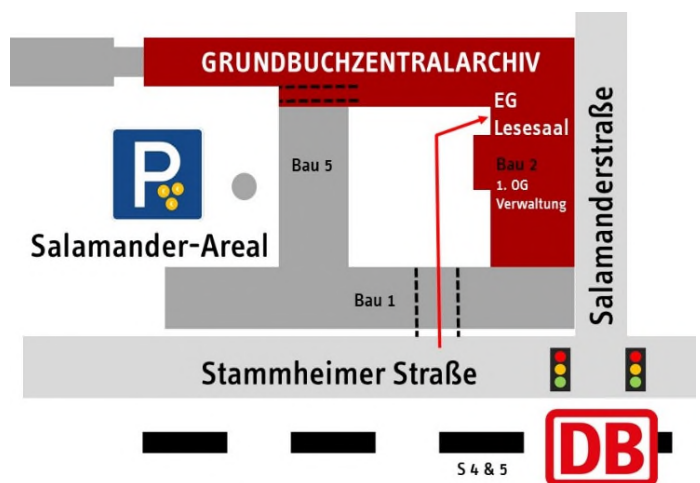 GRUNDBUCHZENTRALARCHIV
EG
Lesesaal
Bau 2
1. OG
Verwaltung
Bau 5
P
Salamander-Areal
Bau 1
Salamanderstraße
Stammheimer Straße
S 4 & 5
DB